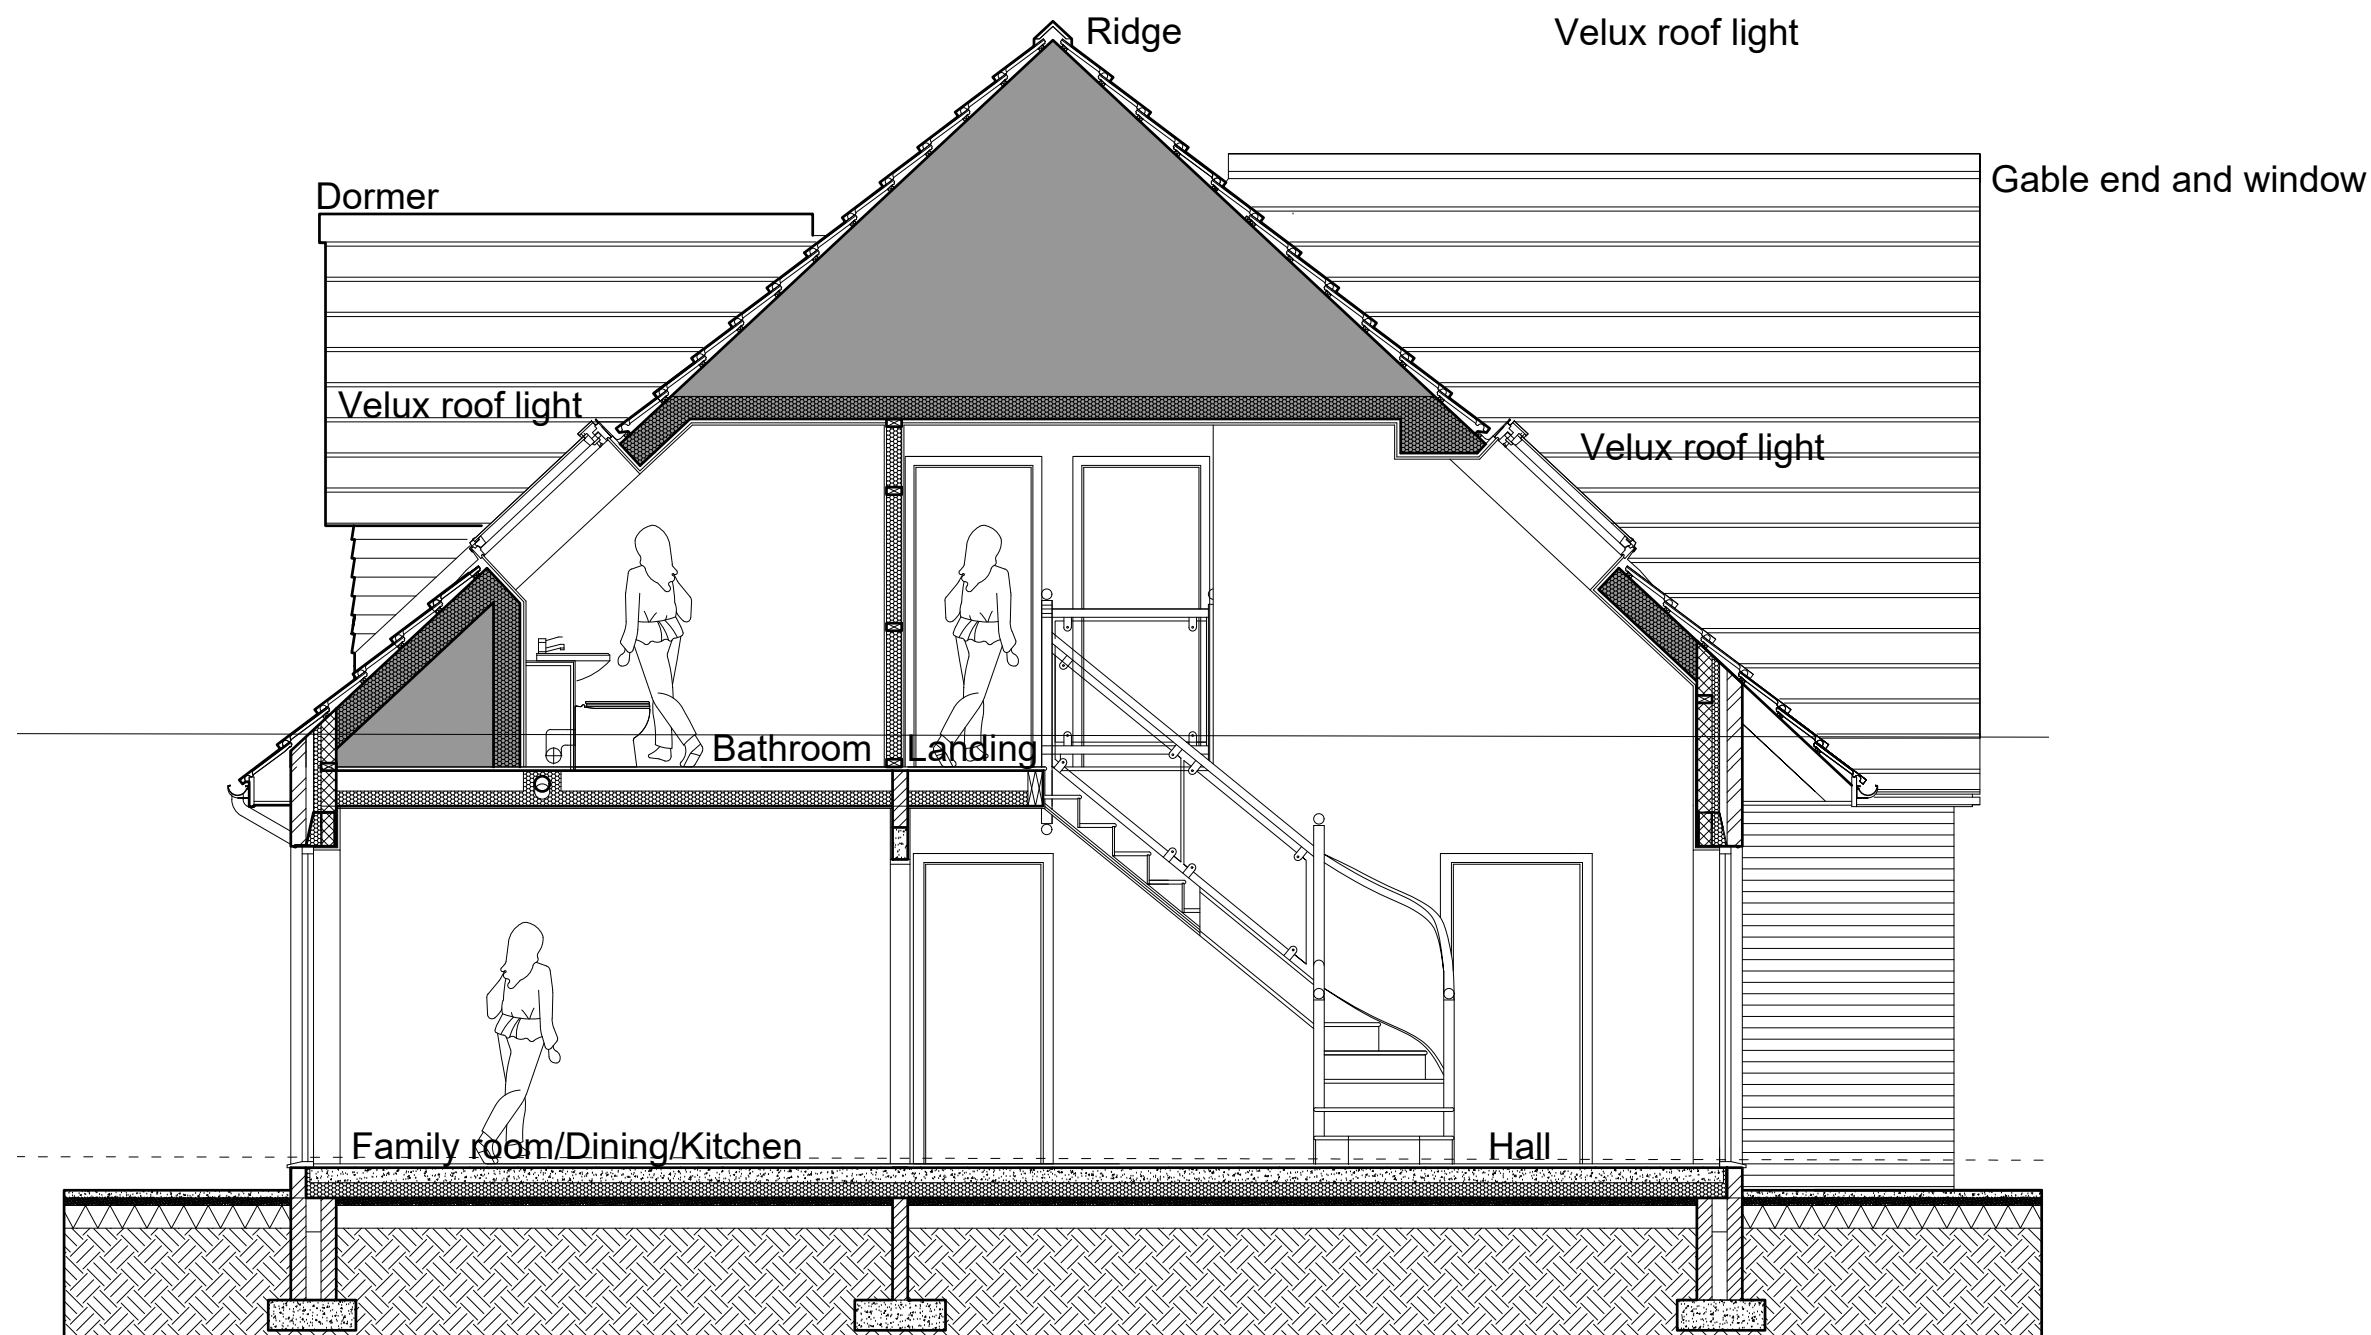 Ridge
Velux roof light
Gable end and window
Dormer
Velux roof light
Velux roof light
Bathroom
Landing
Family room/Dining/Kitchen
Hall